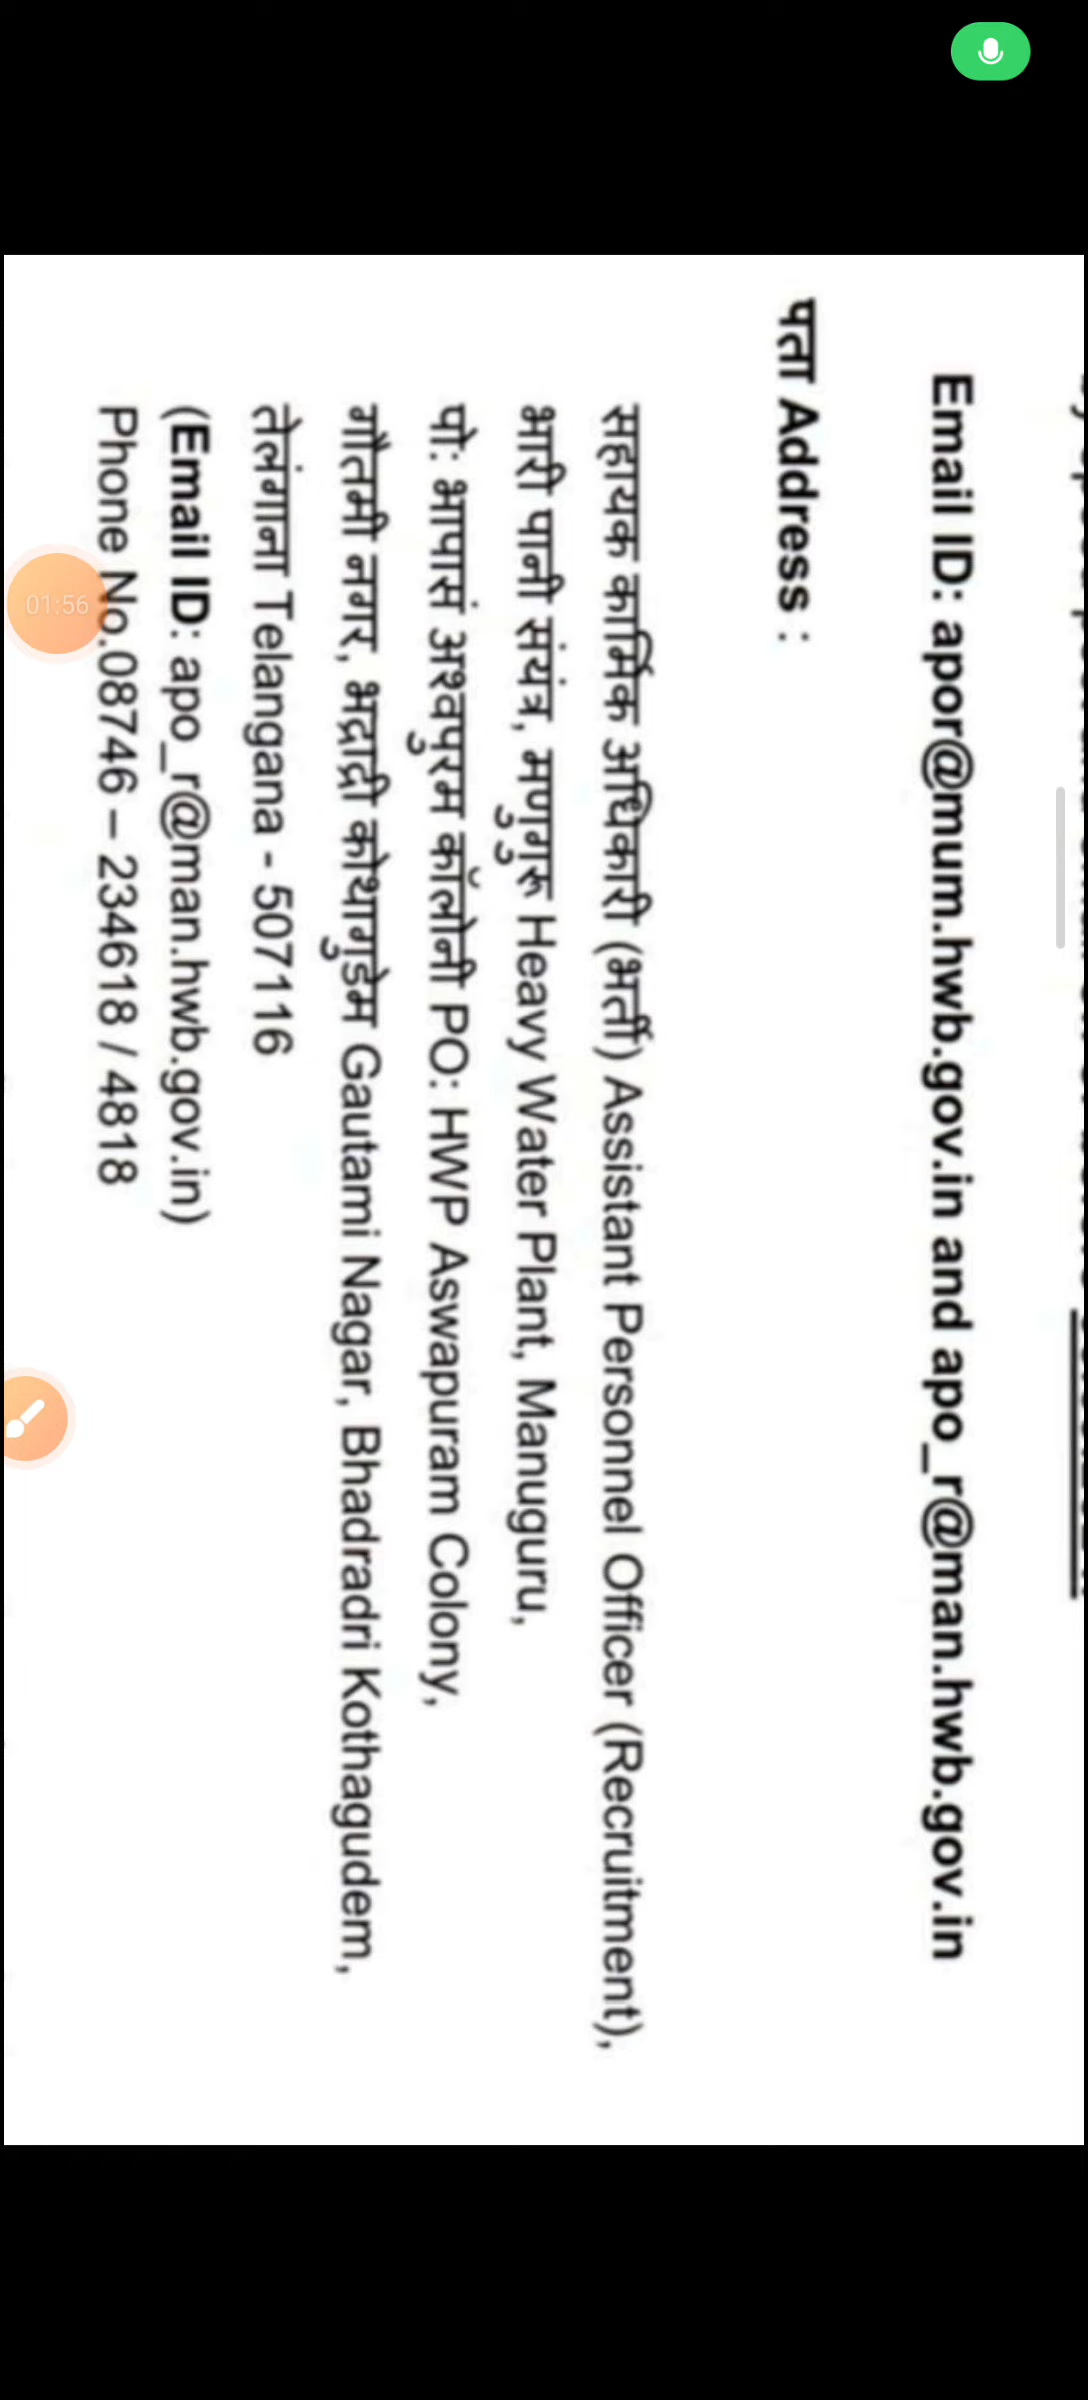 Email ID: apor@mum.hwb.gov.in and apo_r@man.hwb.gov.in
पता Address :
सहायक कार्मिक अधिकारी (भर्ती) Assistant Personnel Officer (Recruitment),
भारी पानी संयंत्र, मणुगुरू Heavy Water Plant, Manuguru,
पो: भापासं अश्वपुरम कॉलोनी PO: HWP Aswapuram Colony,
गौतमी नगर, भद्राद्री कोथागुडेम Gautami Nagar, Bhadradri Kothagudem,
तेलंगाना Telangana - 507116
(Email ID: apo_r@man.hwb.gov.in)
Phone No.08746 – 234618 / 4818
01:56